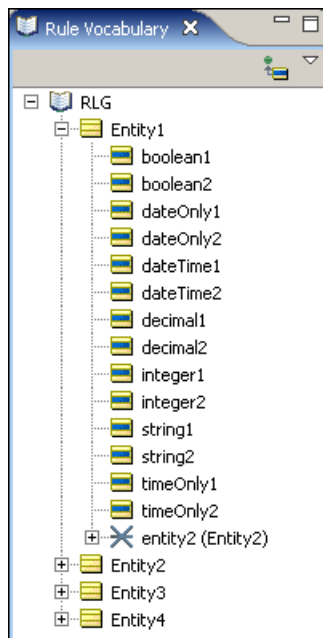 Rule Vocabulary
RLG
Entity1
boolean1
boolean2
dateOnly1
dateOnly2
dateTime1
dateTime2
decimal1
decimal2
integer1
integer2
string1
string2
timeOnly1
timeOnly2
entity2 (Entity2)
Entity2
Entity3
Entity4